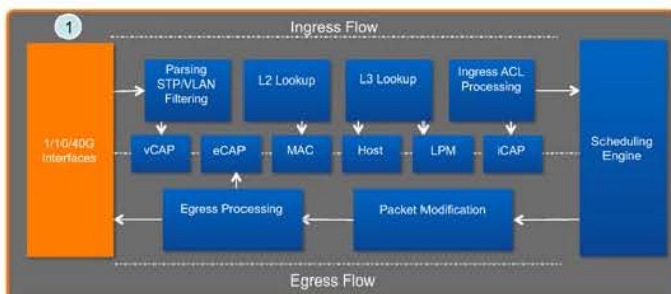 1
Ingress Flow
1/10/40G
Interfaces
Parsing
STP/VLAN
Filtering
L2 Lookup
L3 Lookup
Ingress ACL
Processing
Scheduling
Engine
vCAP
eCAP
MAC
Host
LPM
iCAP
Egress Processing
Packet Modification
Egress Flow